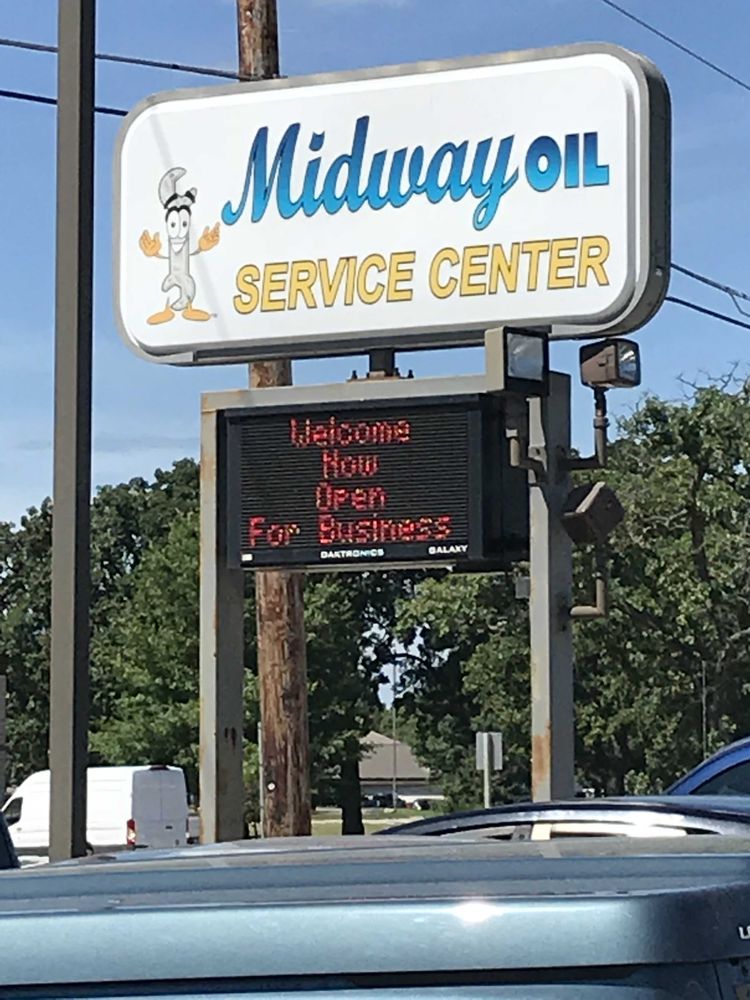 Midway OIL
SERVICE CENTER
Welcome
Now
Open
For Business
DAKTRONICS GALAXY